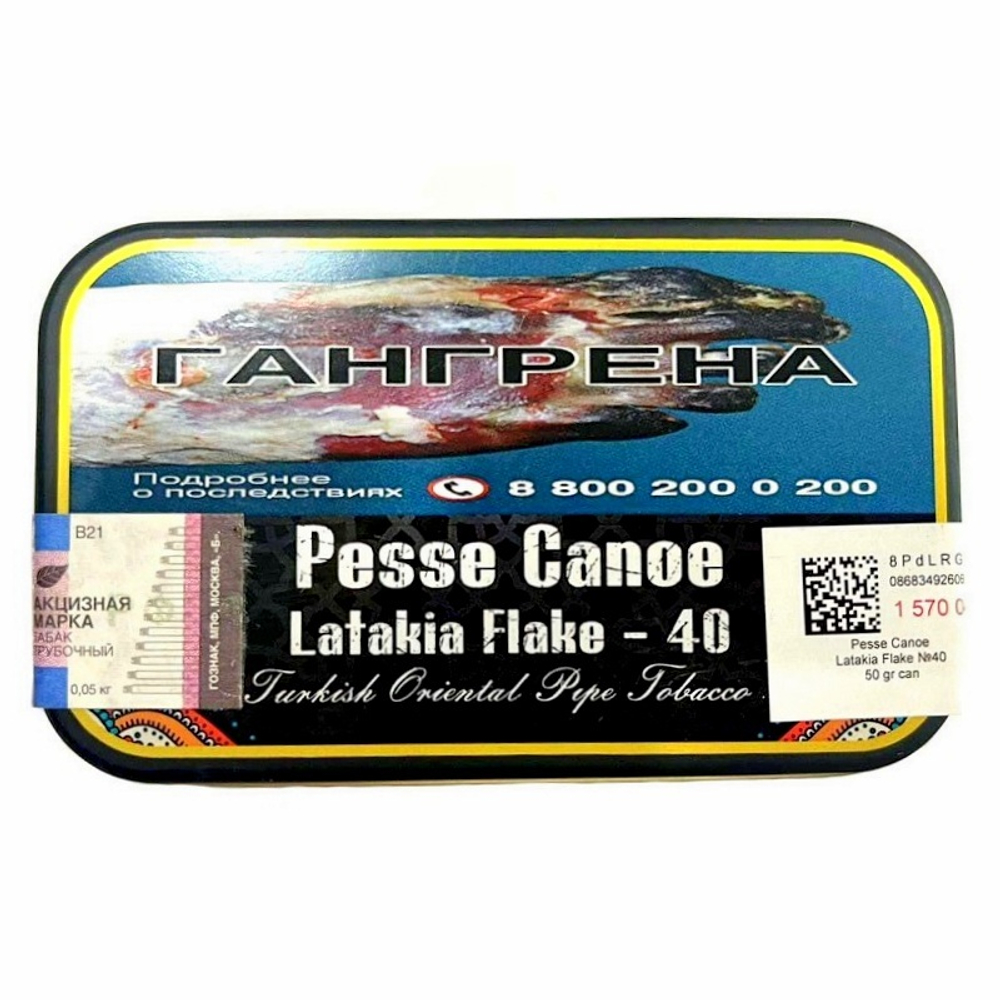 ГАНГРЕНА
Подробнее
о последствиях
8 800 200 0 200
B21
АКЦИЗНАЯ
МАРКА
ТАБАК
ТРУБОЧНЫЙ
0,05 кг
ГОЗНАК, МПФ, МОСКВА, «Б».
Pesse Canoe
Latakia Flake - 40
Turkish Oriental Pipe Tobacco
8PdLRG
0868349260
1 570 0
Pesse Canoe
Latakia Flake №40
50 gr can